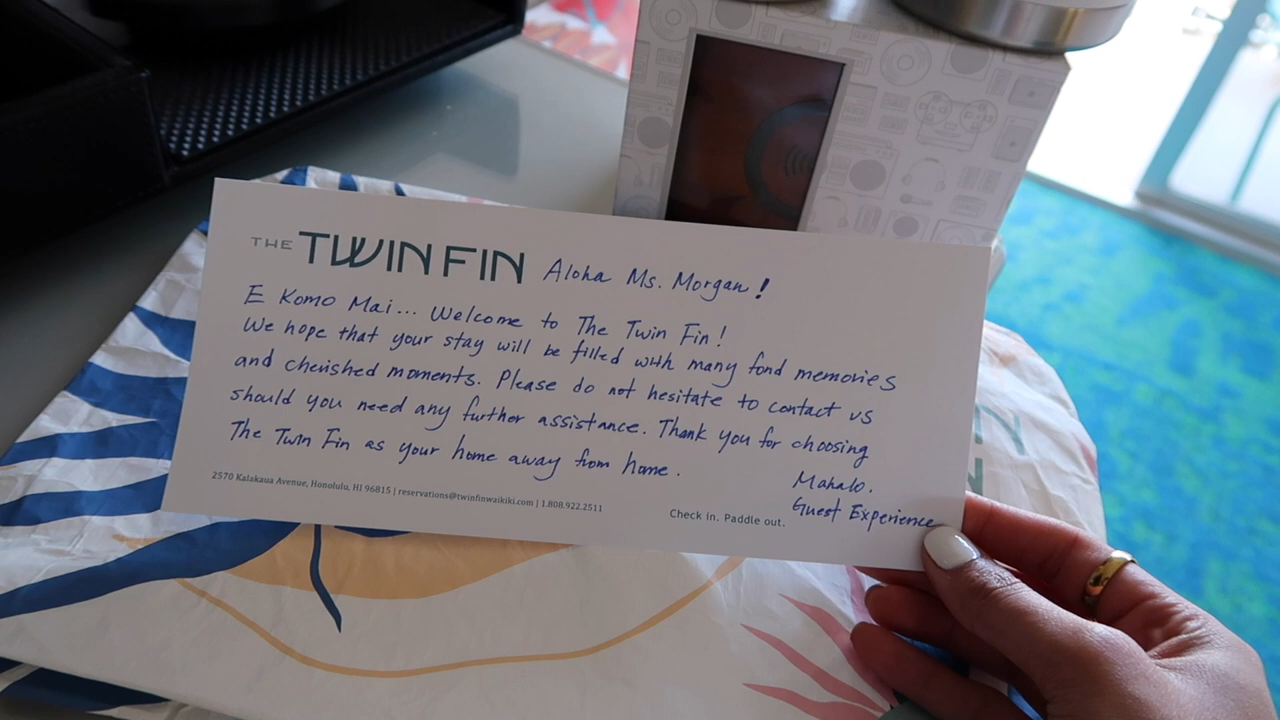 THE TWIN FIN Aloha Ms. Morgan!
E Komo Mai... Welcome to The Twin Fin!
We hope that your stay will be filled with many fond memories
and cherished moments. Please do not hesitate to contact us
should you need any further assistance. Thank you for choosing
The Twin Fin as your home away from home.
Mahalo.
Guest Experience
2570 Kalakaua Avenue, Honolulu, HI 96815 | reservations@twinfinwaikiki.com | 1.808.922.2511
Check in. Paddle out.